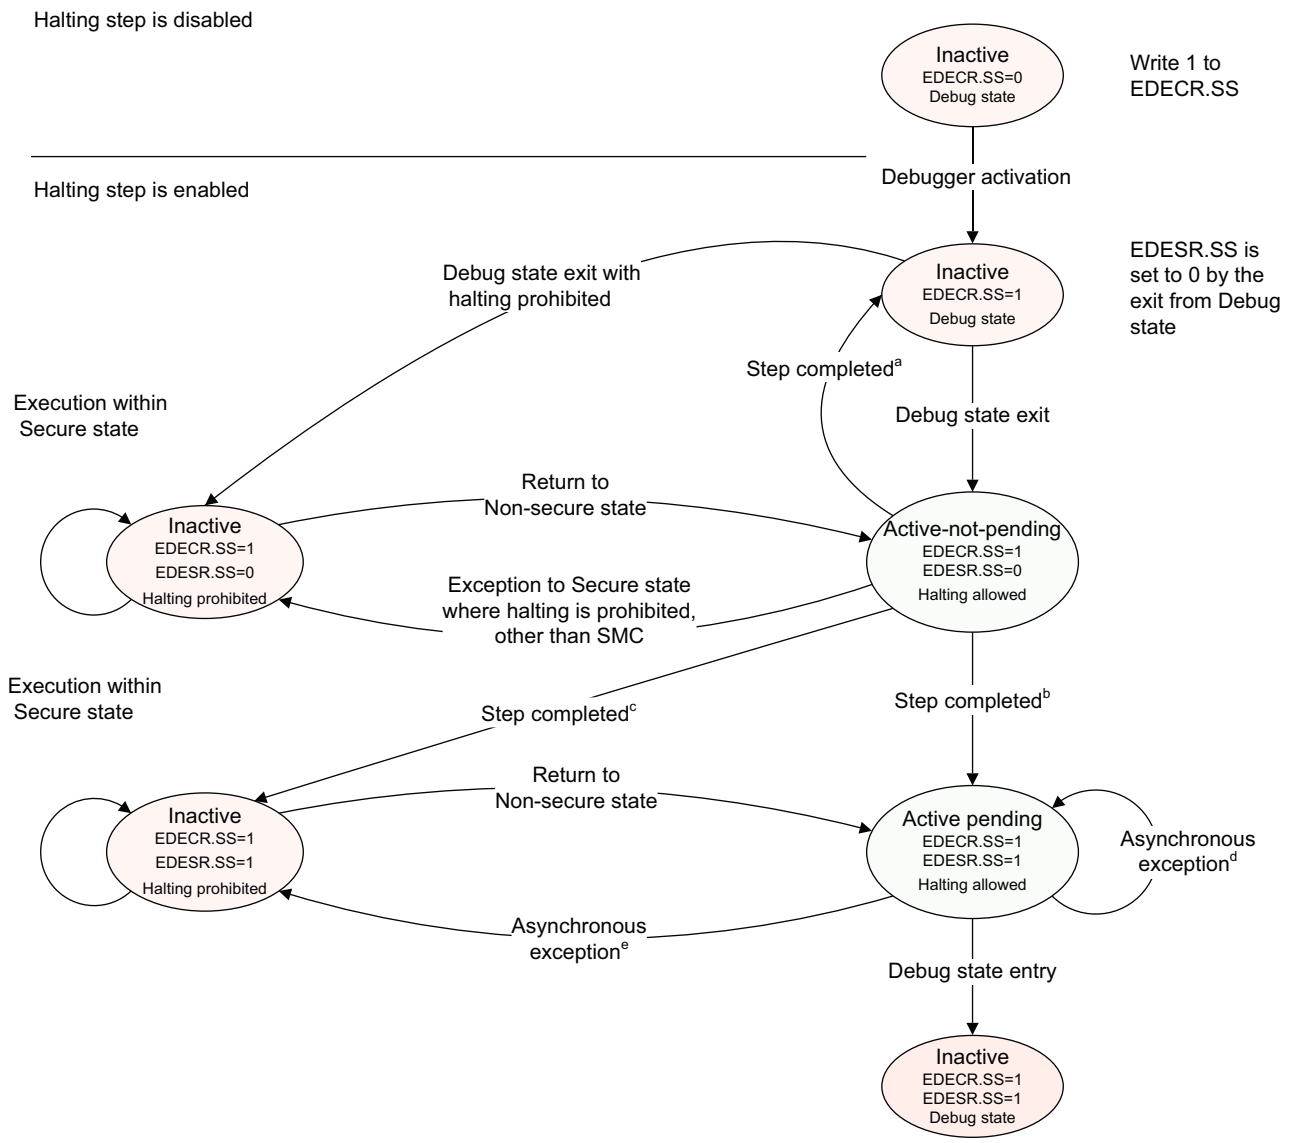 Halting step is disabled
Inactive
EDECR.SS=0
Debug state
Write 1 to
EDECR.SS
Debugger activation
Halting step is enabled
Inactive
EDECR.SS=1
Debug state
EDESR.SS is
set to 0 by the
exit from Debug
state
Debug state exit with
halting prohibited
Step completedᵃ
Debug state exit
Execution within
Secure state
Return to
Non-secure state
Inactive
EDECR.SS=1
EDESR.SS=0
Halting prohibited
Active-not-pending
EDECR.SS=1
EDESR.SS=0
Halting allowed
Exception to Secure state
where halting is prohibited,
other than SMC
Execution within
Secure state
Step completedᶜ
Step completedᵇ
Return to
Non-secure state
Inactive
EDECR.SS=1
EDESR.SS=1
Halting prohibited
Active pending
EDECR.SS=1
EDESR.SS=1
Halting allowed
Asynchronous
exceptionᵈ
Asynchronous
exceptionᵉ
Debug state entry
Inactive
EDECR.SS=1
EDESR.SS=1
Debug state